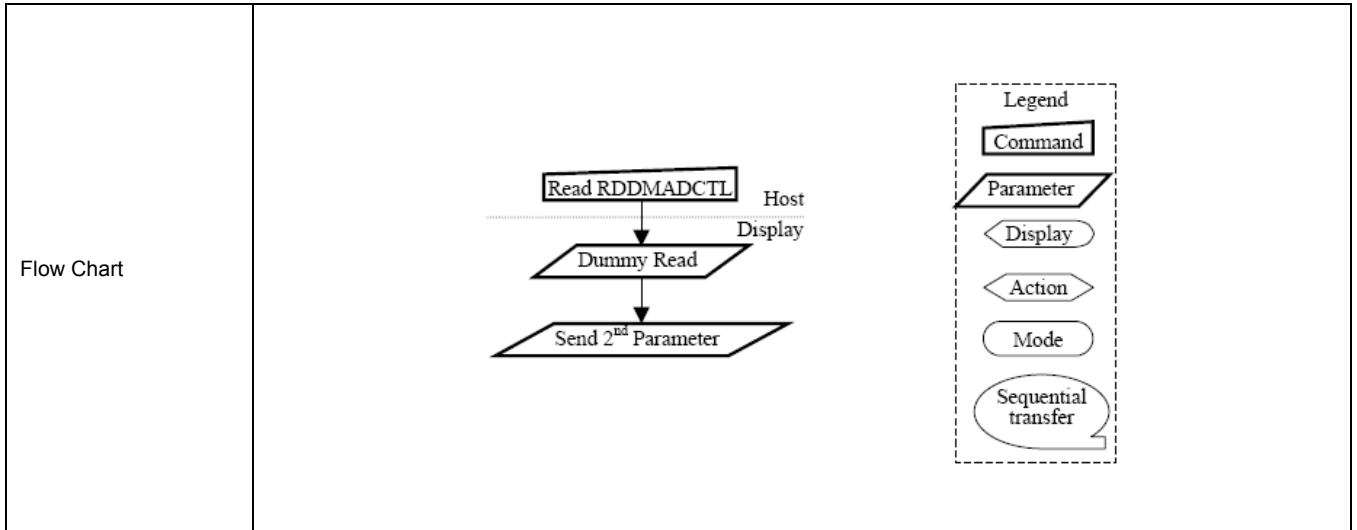 Flow Chart
Read RDDMADCTL
Host
Display
Dummy Read
Send 2nd Parameter
Legend
Command
Parameter
Display
Action
Mode
Sequential
transfer